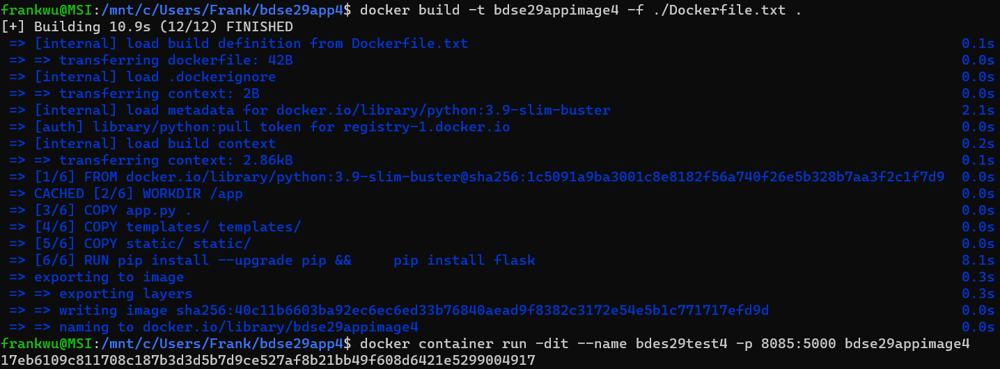 frankwu@MSI:/mnt/c/Users/Frank/bdse29app4$ docker build -t bdse29appimage4 -f ./Dockerfile.txt .
[+] Building 10.9s (12/12) FINISHED
=> [internal] load build definition from Dockerfile.txt 0.1s
=> => transferring dockerfile: 42B 0.0s
=> [internal] load .dockerignore 0.0s
=> => transferring context: 2B 0.0s
=> [internal] load metadata for docker.io/library/python:3.9-slim-buster 2.1s
=> [auth] library/python:pull token for registry-1.docker.io 0.0s
=> [internal] load build context 0.2s
=> => transferring context: 2.86kB 0.1s
=> [1/6] FROM docker.io/library/python:3.9-slim-buster@sha256:1c5091a9ba3001c8e8182f56a740f26e5b328b7aa3f2c1f7d9 0.0s
=> CACHED [2/6] WORKDIR /app 0.0s
=> [3/6] COPY app.py . 0.0s
=> [4/6] COPY templates/ templates/ 0.0s
=> [5/6] COPY static/ static/ 0.0s
=> [6/6] RUN pip install --upgrade pip &&     pip install flask 8.1s
=> exporting to image 0.3s
=> => exporting layers 0.3s
=> => writing image sha256:40c11b6603ba92ec6ec6ed33b76840aead9f8382c3172e54e5b1c771717efd9d 0.0s
=> => naming to docker.io/library/bdse29appimage4 0.0s
frankwu@MSI:/mnt/c/Users/Frank/bdse29app4$ docker container run -dit --name bdes29test4 -p 8085:5000 bdse29appimage4
17eb6109c811708c187b3d3d5b7d9ce527af8b21bb49f608d6421e5299004917